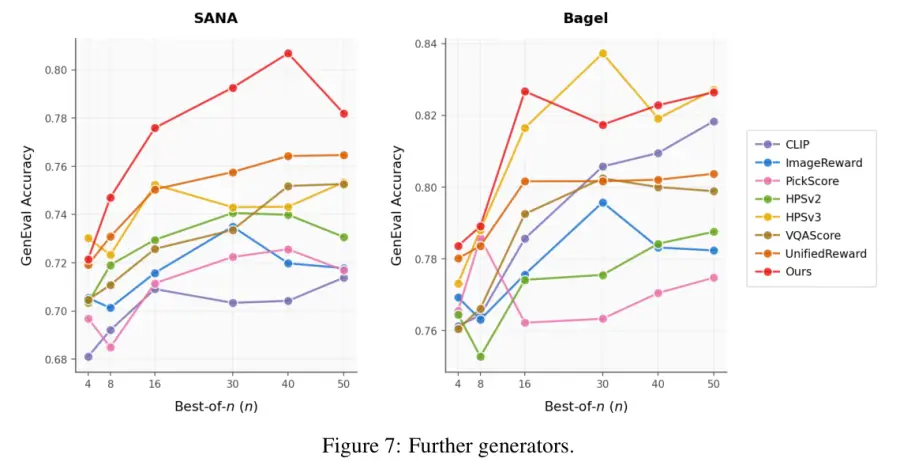 SANA
Bagel
GenEval Accuracy
0.80
0.78
0.76
0.74
0.72
0.70
0.68
4 8 16 30 40 50
Best-of-n (n)
GenEval Accuracy
0.84
0.82
0.80
0.78
0.76
4 8 16 30 40 50
Best-of-n (n)
CLIP
ImageReward
PickScore
HPSv2
HPSv3
VQAScore
UnifiedReward
Ours
Figure 7: Further generators.